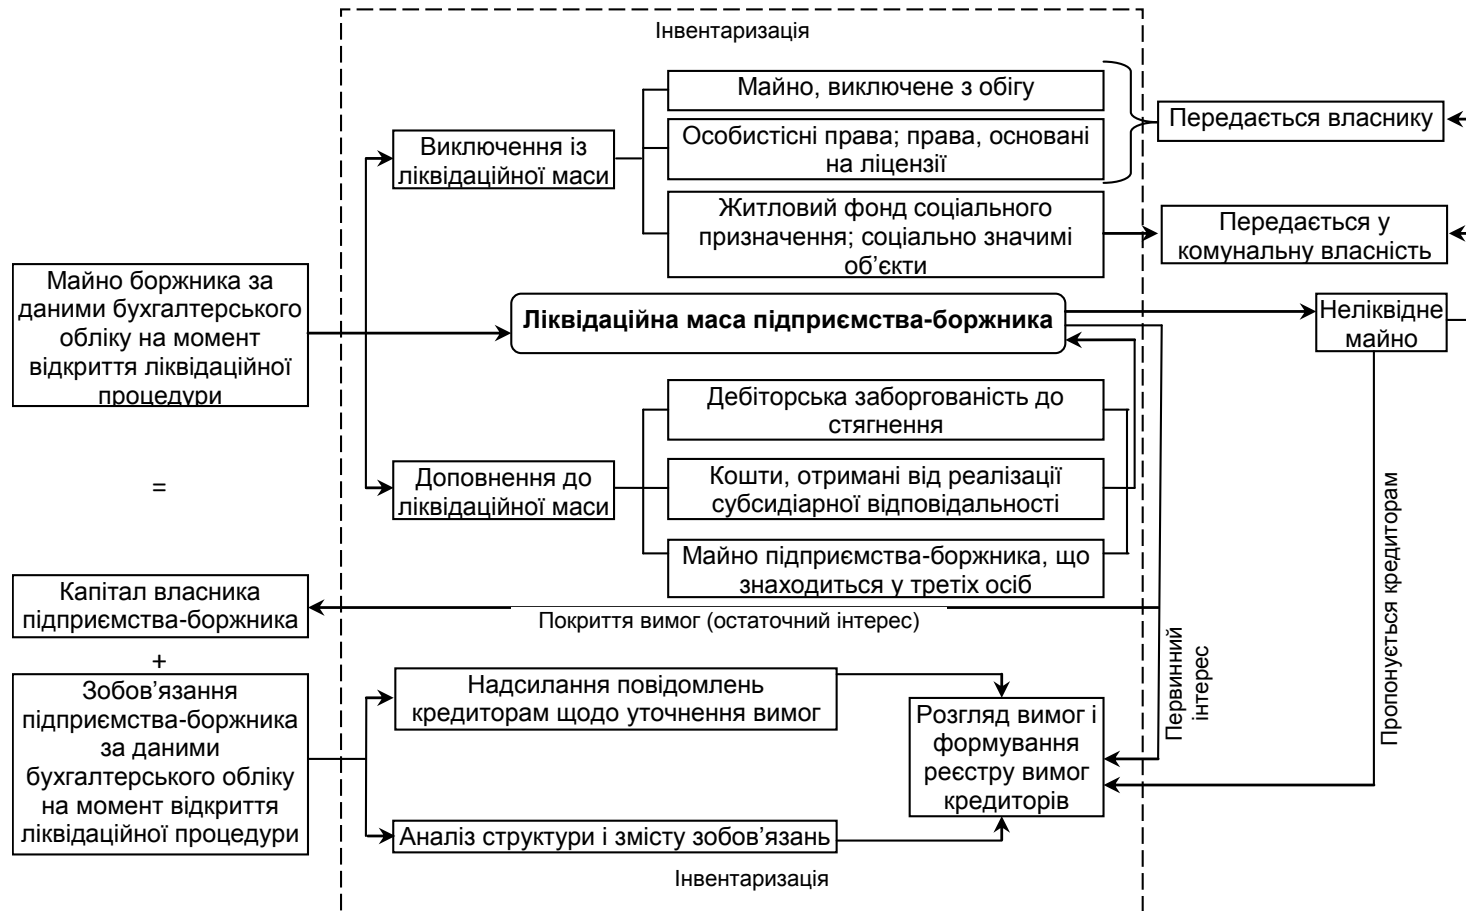 Інвентаризація
Майно, виключене з обігу
Особистісні права; права, основані
на ліцензії
Виключення із
ліквідаційної маси
Житловий фонд соціального
призначення; соціально значимі
об’єкти
Передається власнику
Передається у
комунальну власність
Майно боржника за
даними бухгалтерського
обліку на момент
відкриття ліквідаційної
процедури
Ліквідаційна маса підприємства-боржника
Неліквідне
майно
Дебіторська заборгованість до
стягнення
Доповнення до
ліквідаційної маси
Кошти, отримані від реалізації
субсидіарної відповідальності
Майно підприємства-боржника, що
знаходиться у третіх осіб
=
Капітал власника
підприємства-боржника
Покриття вимог (остаточний інтерес)
+
Зобов’язання
підприємства-боржника
за даними
бухгалтерського обліку
на момент відкриття
ліквідаційної процедури
Надсилання повідомлень
кредиторам щодо уточнення вимог
Аналіз структури і змісту зобов’язань
Розгляд вимог і
формування
реєстру вимог
кредиторів
Первинний
інтерес
Пропонується кредиторам
Інвентаризація